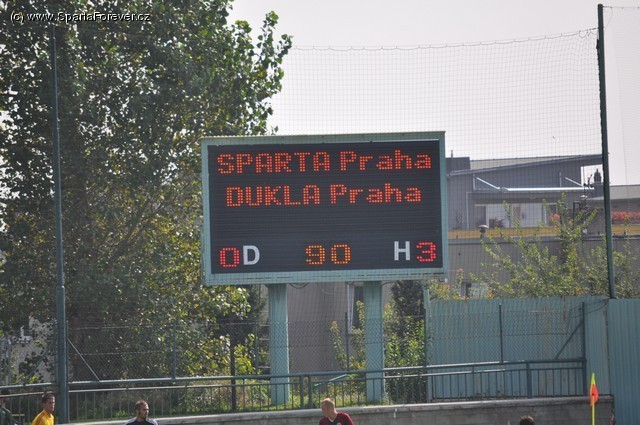 (c) www.SpartaForever.cz
SPARTA Praha
DUKLA Praha
0D 90 H3